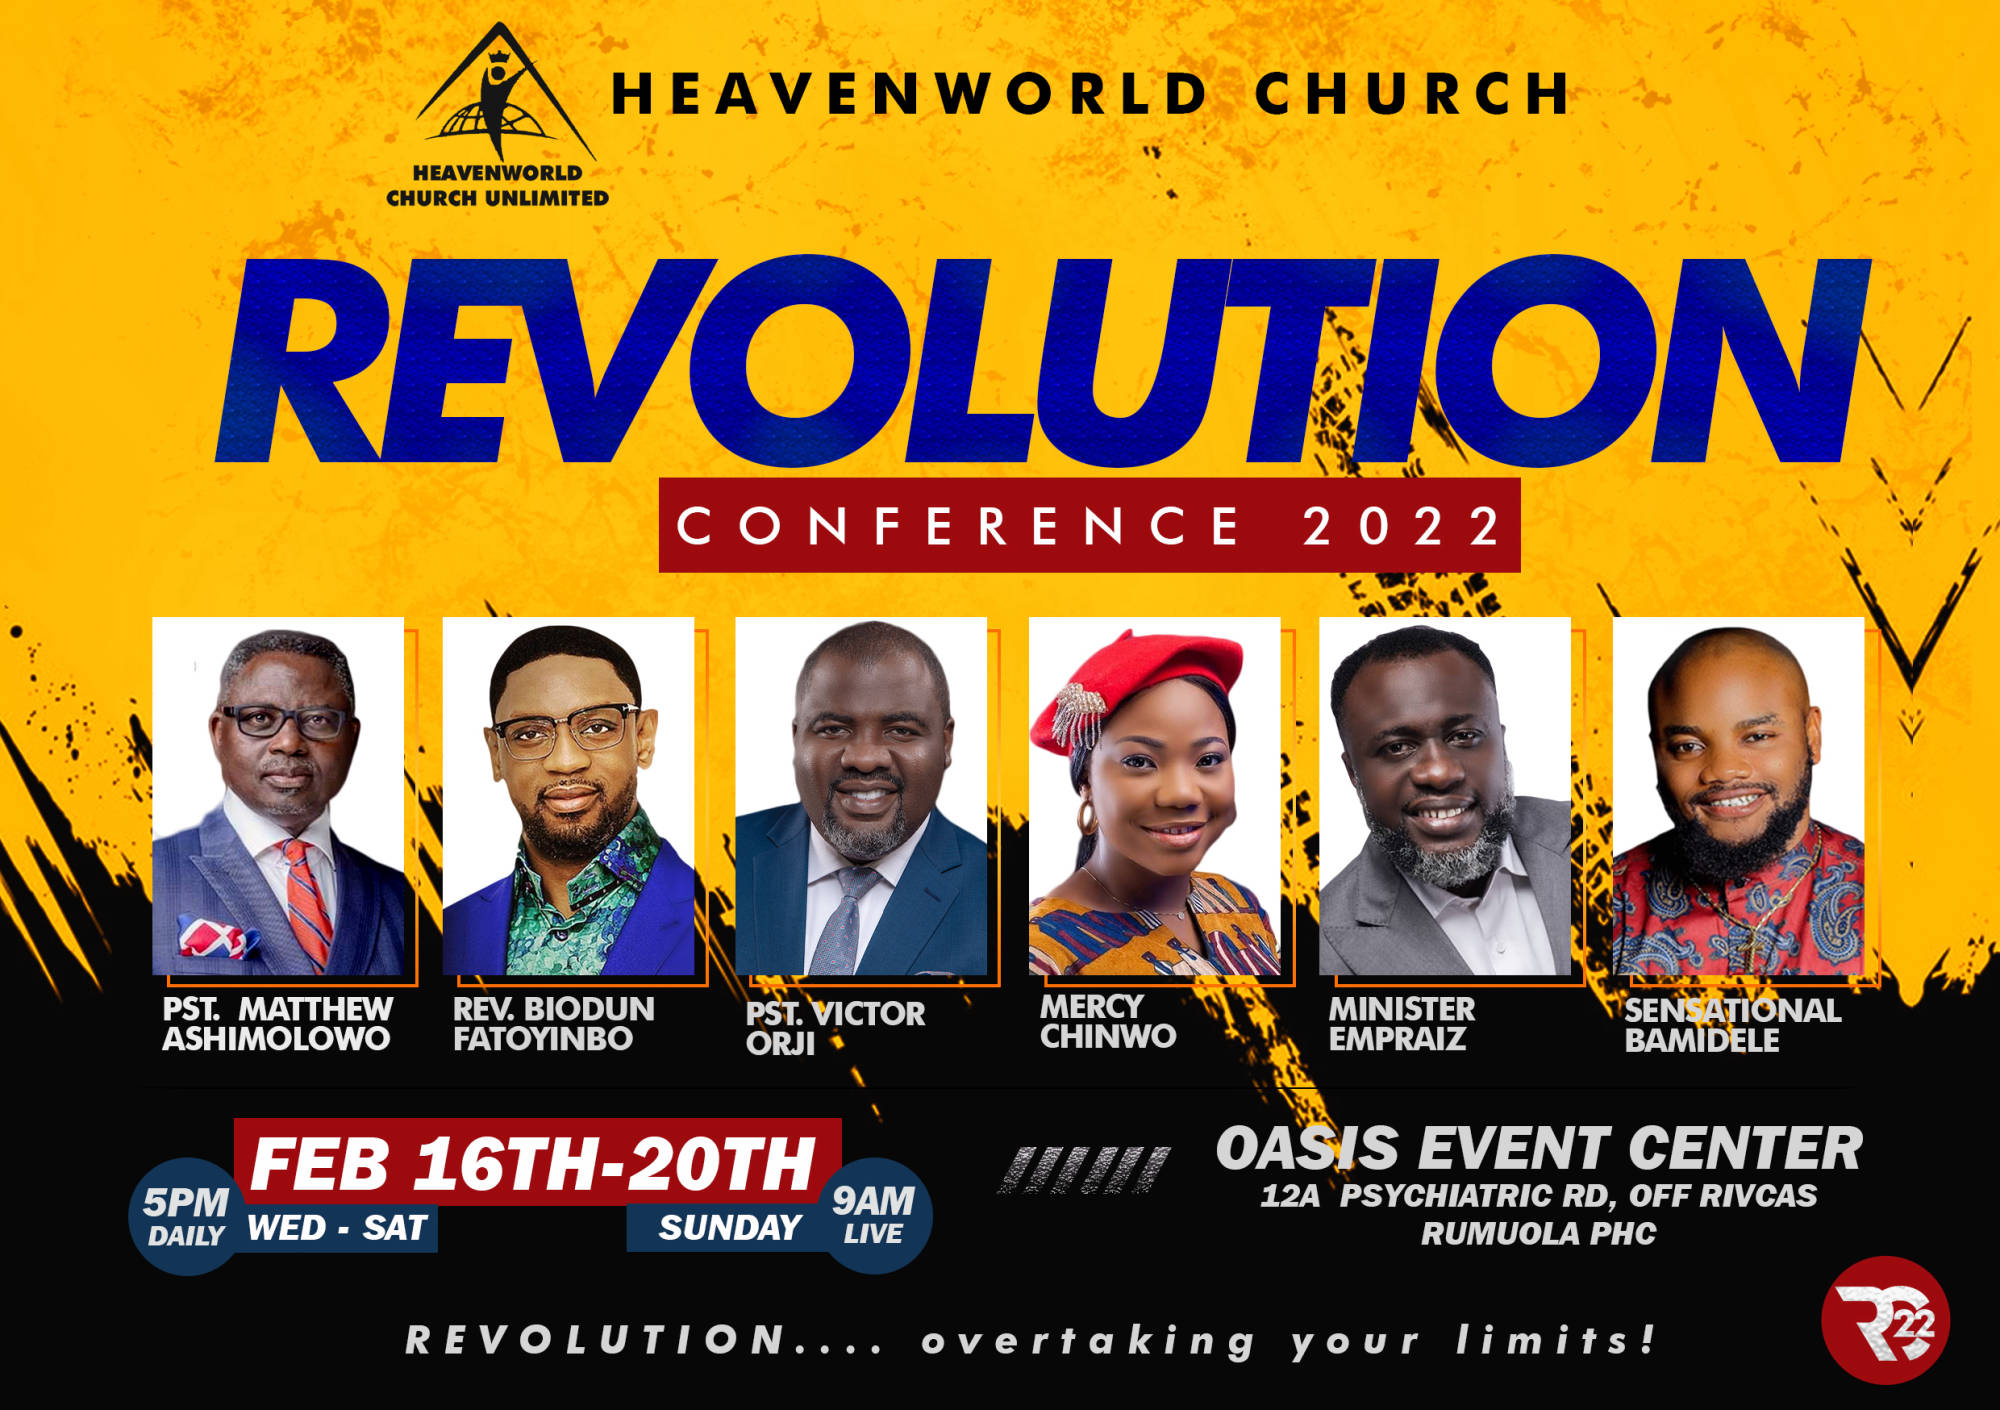 HEAVENWORLD
CHURCH UNLIMITED
HEAVENWORLD CHURCH
REVOLUTION
CONFERENCE 2022
PST. MATTHEW
ASHIMOLOWO
REV. BIODUN
FATOYINBO
PST. VICTOR
ORJI
MERCY
CHINWO
MINISTER
EMPRAIZ
SENSATIONAL
BAMIDELE
FEB 16TH-20TH
5PM
DAILY
WED - SAT
SUNDAY
9AM
LIVE
OASIS EVENT CENTER
12A PSYCHIATRIC RD, OFF RIVCAS
RUMUOLA PHC
REVOLUTION.... overtaking your limits!
RC22